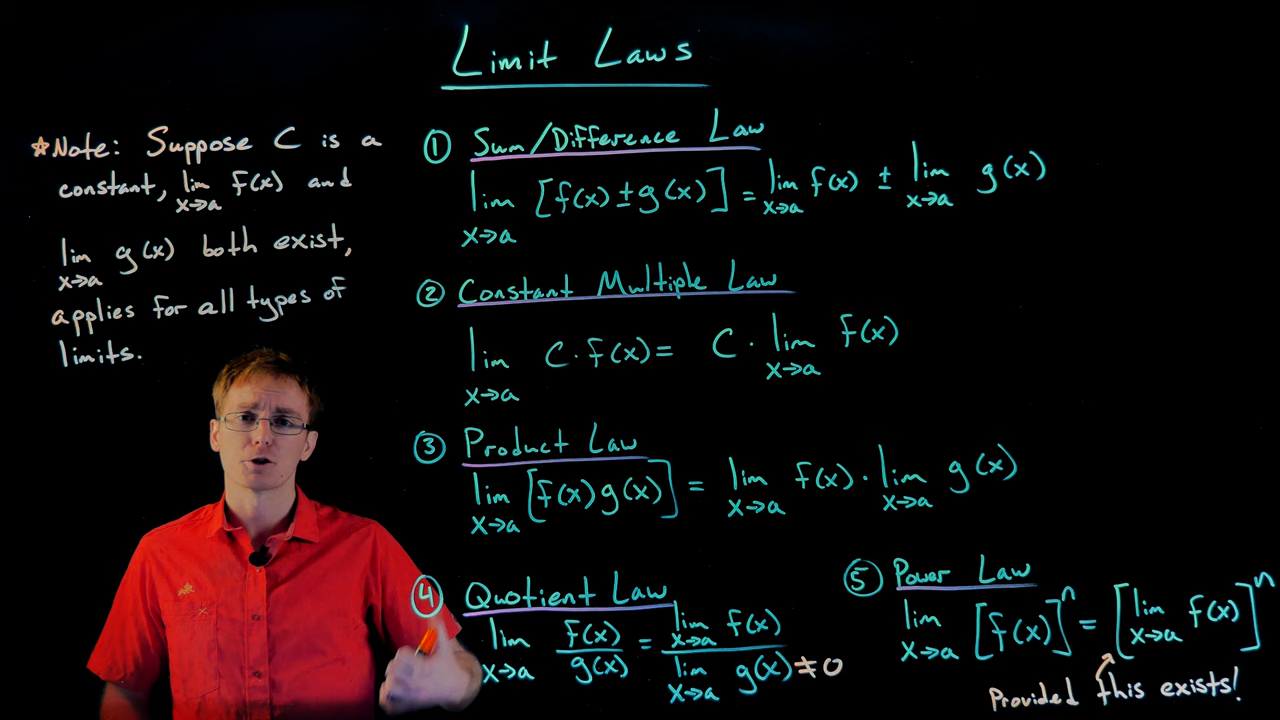 Limit Laws
*Note: Suppose C is a
constant, lim x→a f(x) and
lim x→a g(x) both exist,
applies for all types of
limits.
① Sum/Difference Law
lim x→a [f(x) ± g(x)] = lim x→a f(x) ± lim x→a g(x)
② Constant Multiple Law
lim x→a C·f(x) = C · lim x→a f(x)
③ Product Law
lim x→a [f(x)g(x)] = lim x→a f(x) · lim x→a g(x)
④ Quotient Law
lim x→a f(x)/g(x) = lim x→a f(x) / lim x→a g(x) ≠ 0
⑤ Power Law
lim x→a [f(x)]^n = [lim x→a f(x)]^n
Provided this exists!